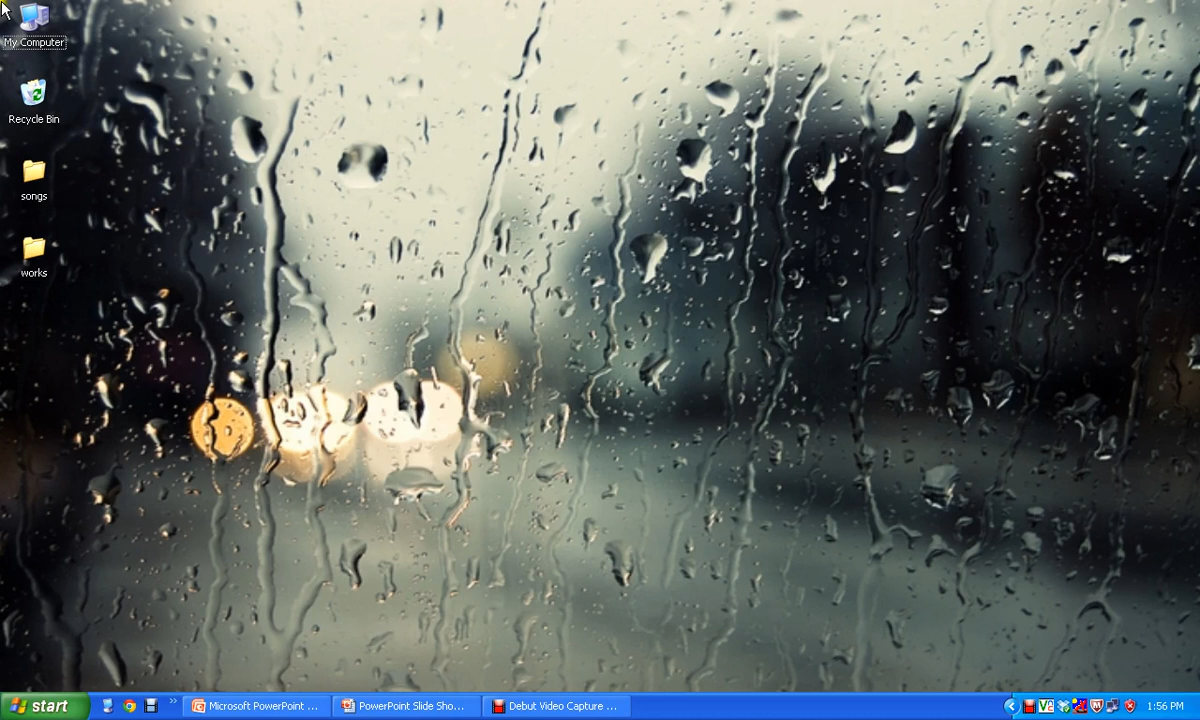 My Computer
Recycle Bin
songs
works
start
Microsoft PowerPoint ...
PowerPoint Slide Sho...
Debut Video Capture ...
1:56 PM